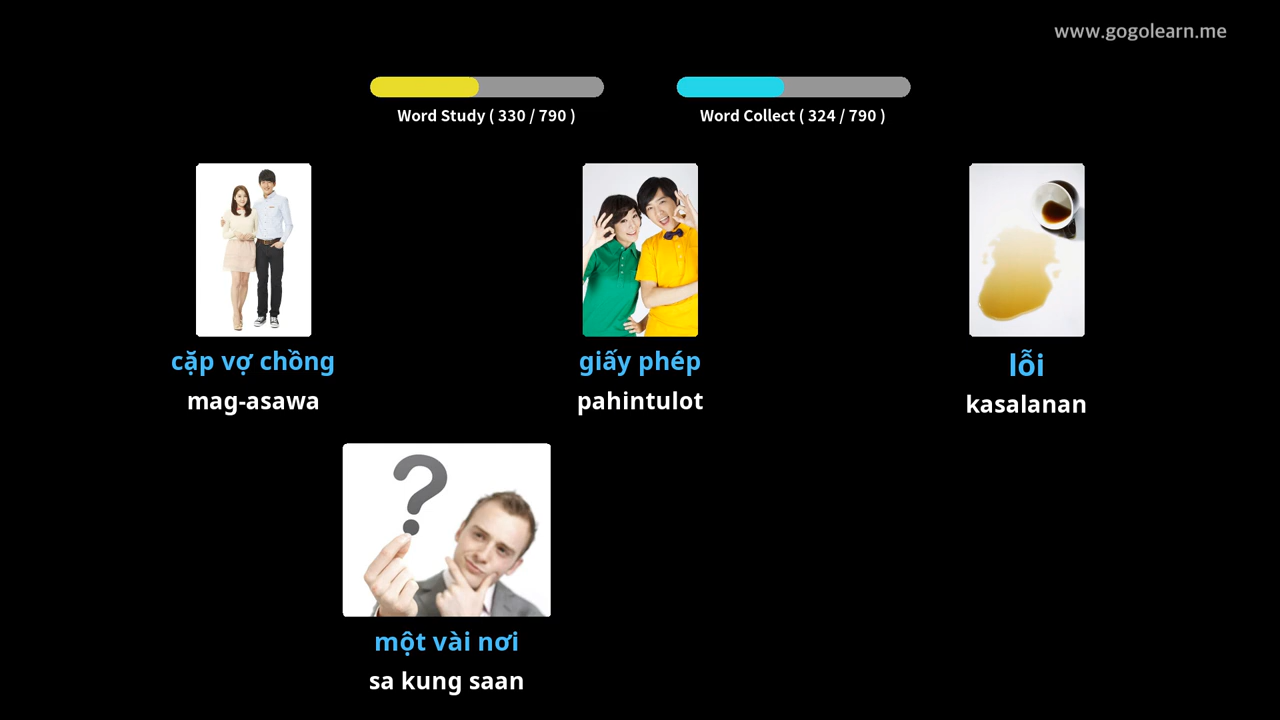 www.gogolearn.me
Word Study ( 330 / 790 )
Word Collect ( 324 / 790 )
cặp vợ chồng
mag-asawa
giấy phép
pahintulot
lỗi
kasalanan
?
một vài nơi
sa kung saan